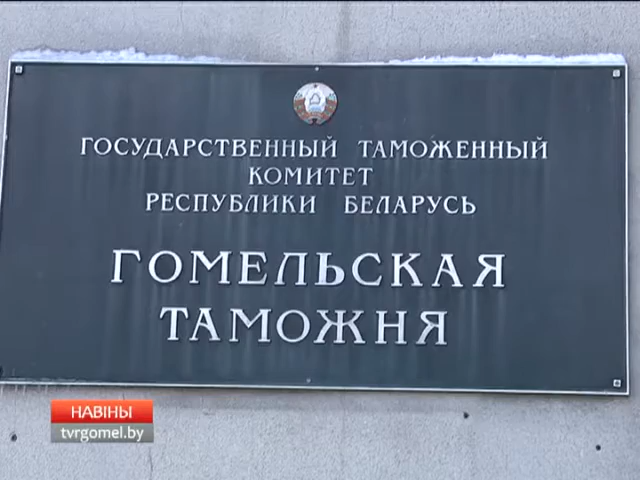 ГОСУДАРСТВЕННЫЙ ТАМОЖЕННЫЙ
КОМИТЕТ
РЕСПУБЛИКИ БЕЛАРУСЬ
ГОМЕЛЬСКАЯ
ТАМОЖНЯ
НАВІНЫ
tvrgomel.by